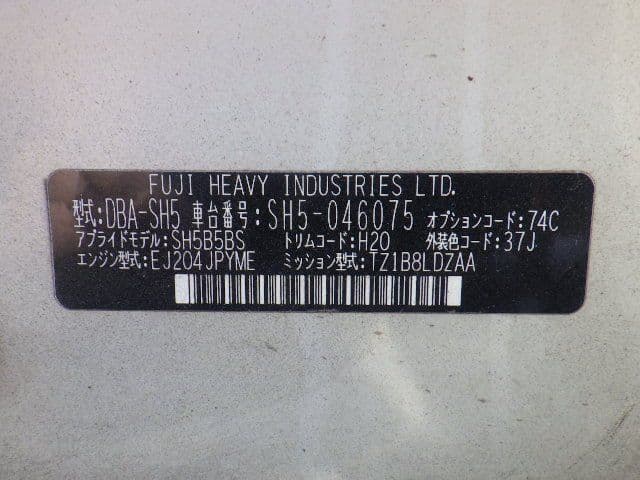 FUJI HEAVY INDUSTRIES LTD.
型式:DBA-SH5 車台番号:SH5-046075 オプションコード:74C
アプライドモデル:SH5B5BS トリムコード:H20 外装色コード:37J
エンジン型式:EJ204JPYME ミッション型式:TZ1B8LDZAA